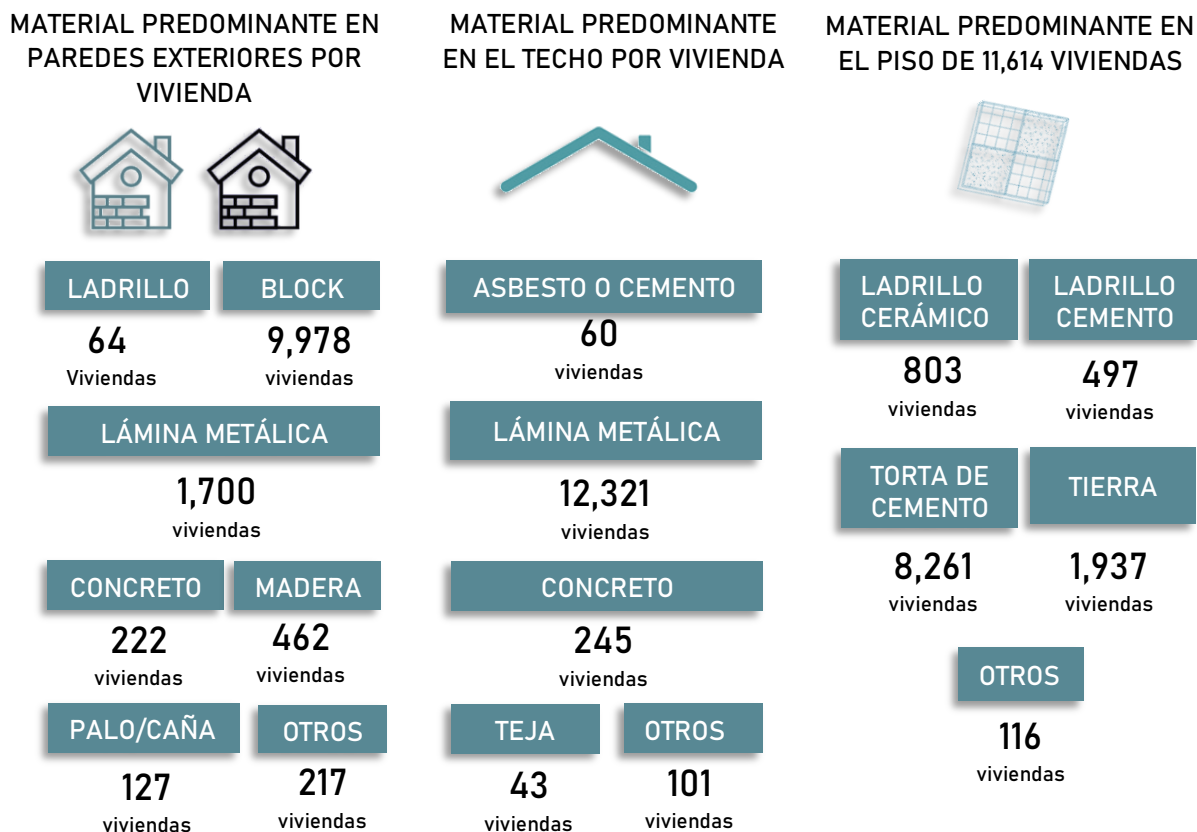 MATERIAL PREDOMINANTE EN
PAREDES EXTERIORES POR
VIVIENDA
LADRILLO
BLOCK
64
Viviendas
9,978
viviendas
LÁMINA METÁLICA
1,700
viviendas
CONCRETO
MADERA
222
viviendas
462
viviendas
PALO/CAÑA
OTROS
127
viviendas
217
viviendas
MATERIAL PREDOMINANTE
EN EL TECHO POR VIVIENDA
ASBESTO O CEMENTO
60
viviendas
LÁMINA METÁLICA
12,321
viviendas
CONCRETO
245
viviendas
TEJA
OTROS
43
viviendas
101
viviendas
MATERIAL PREDOMINANTE EN
EL PISO DE 11,614 VIVIENDAS
LADRILLO
CERÁMICO
LADRILLO
CEMENTO
803
viviendas
497
viviendas
TORTA DE
CEMENTO
TIERRA
8,261
viviendas
1,937
viviendas
OTROS
116
viviendas